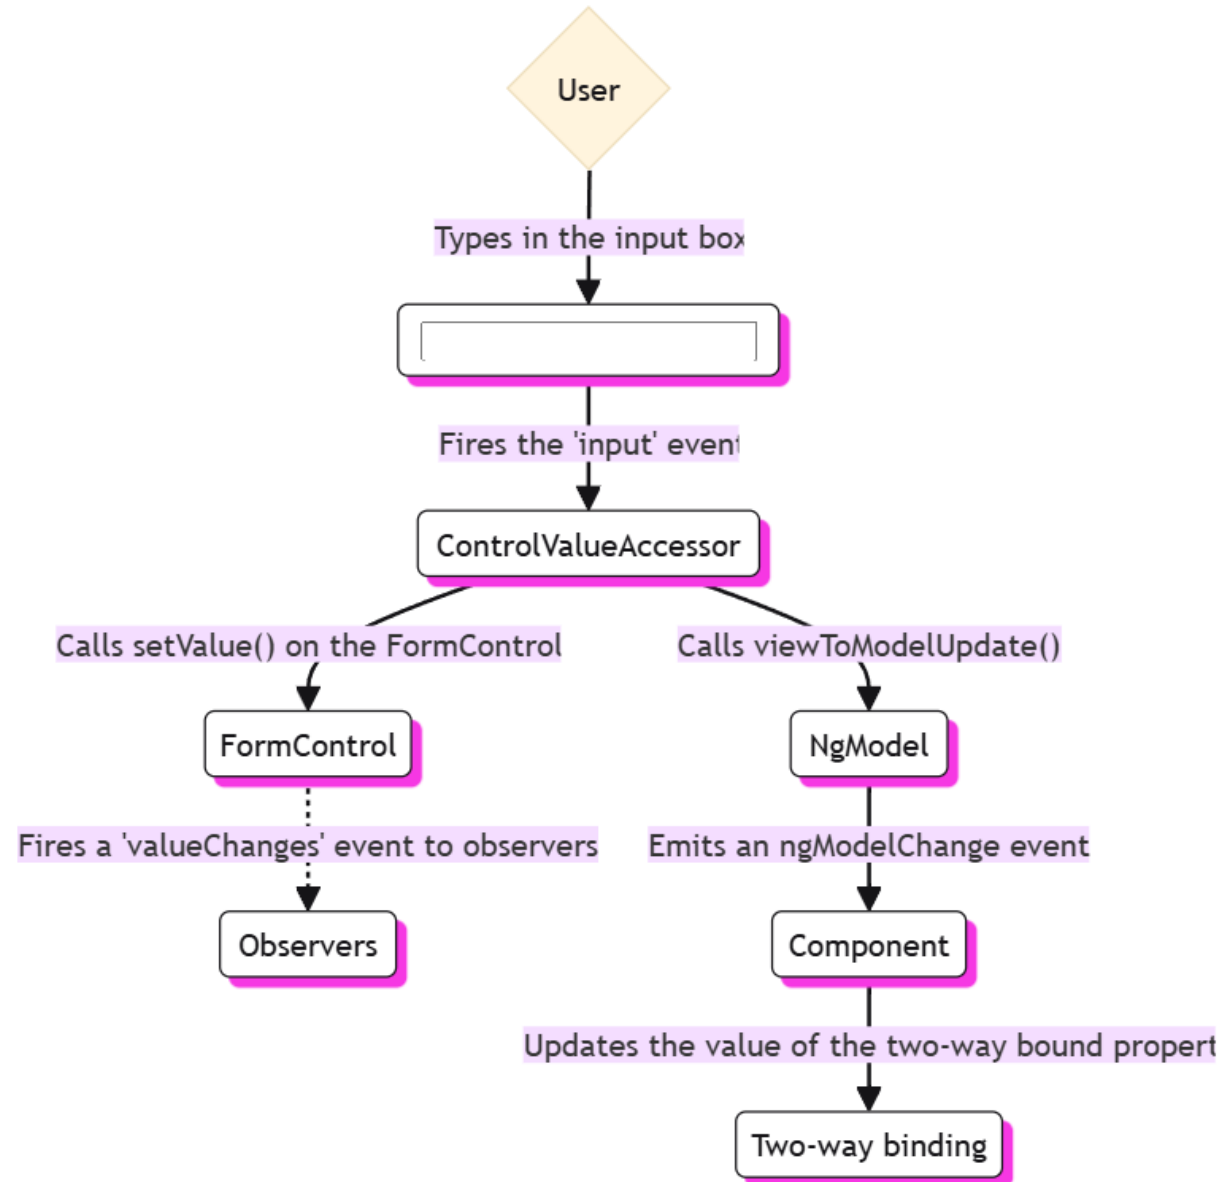 User
Types in the input box
Fires the 'input' event
ControlValueAccessor
Calls setValue() on the FormControl
Calls viewToModelUpdate()
FormControl
NgModel
Fires a 'valueChanges' event to observers
Emits an ngModelChange event
Observers
Component
Updates the value of the two-way bound propert
Two-way binding